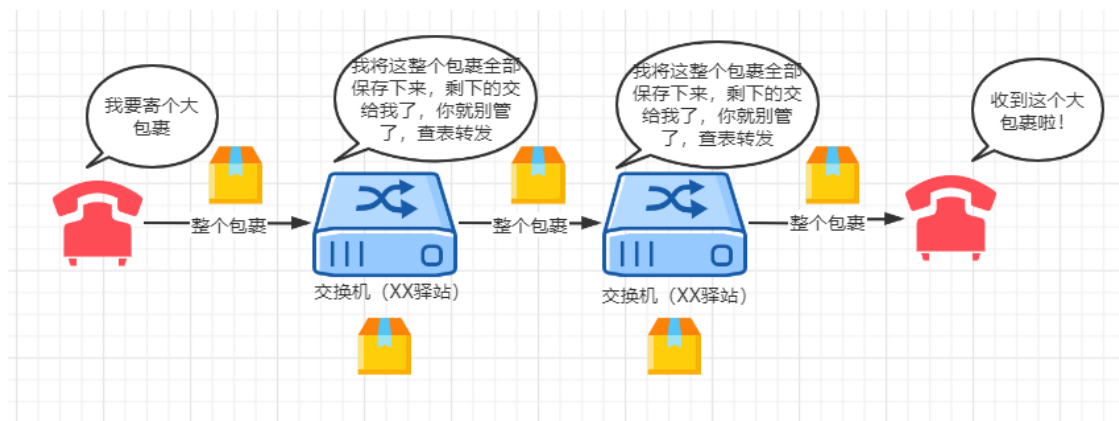 我要寄个大
包裹
我将这整个包裹全部
保存下来，剩下的交
给我了，你就别管
了，查表转发
我将这整个包裹全部
保存下来，剩下的交
给我了，你就别管
了，查表转发
收到这个大
包裹啦！
整个包裹
整个包裹
整个包裹
交换机（XX驿站）
交换机（XX驿站）